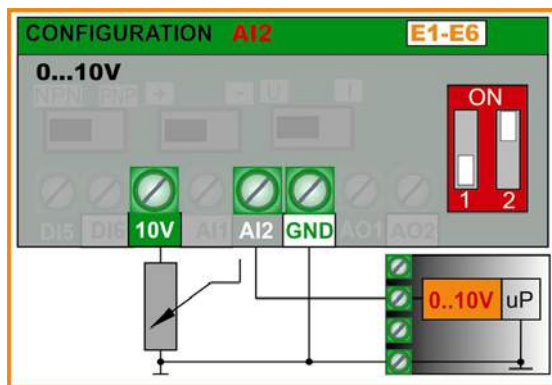 CONFIGURATION AI2 E1-E6
0...10V
NPN PNP U I
ON
1 2
DI5 DI6 10V AI1 AI2 GND AO1 AO2
0..10V uP